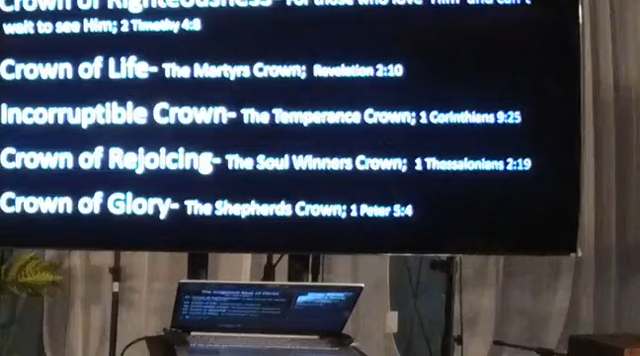 Crown of Righteousness- For those who love "Him" and can't
wait to see Him; 2 Timothy 4:8
Crown of Life- The Martyrs Crown; Revelation 2:10
Incorruptible Crown- The Temperance Crown; 1 Corinthians 9:25
Crown of Rejoicing- The Soul Winners Crown; 1 Thessalonians 2:19
Crown of Glory- The Shepherds Crown; 1 Peter 5:4